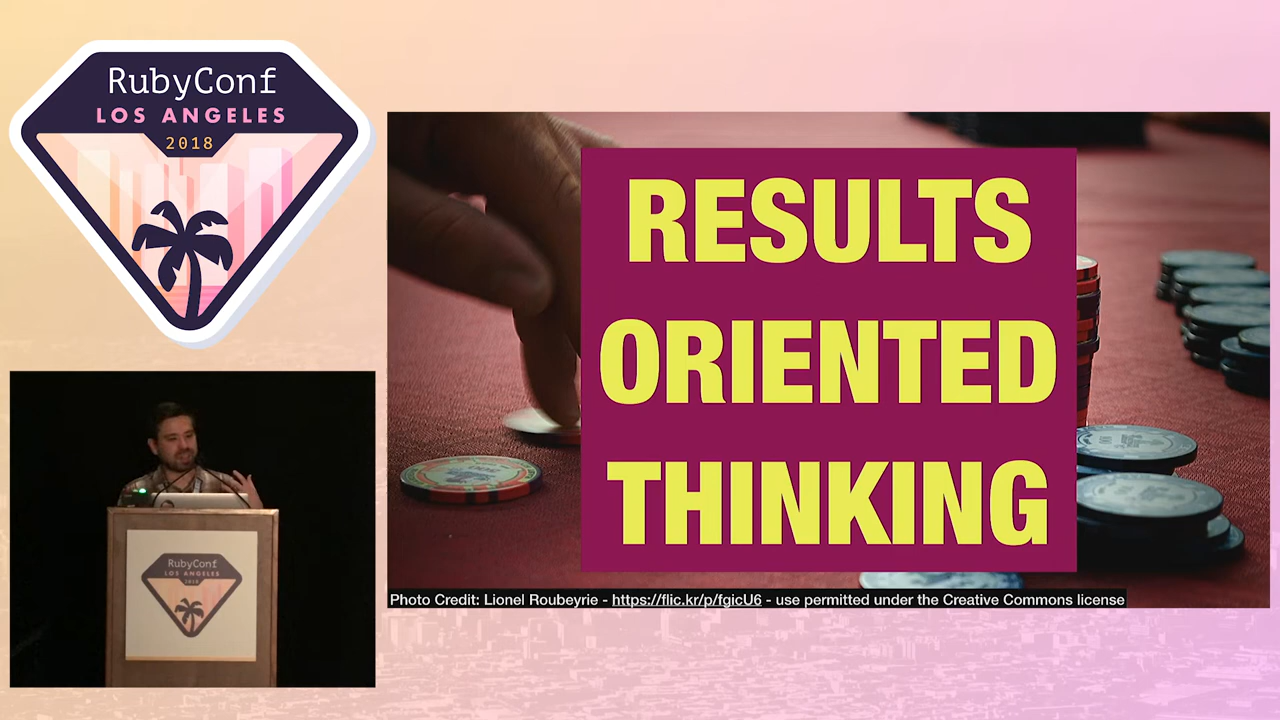 RubyConf
LOS ANGELES
2018
RESULTS
ORIENTED
THINKING
Photo Credit: Lionel Roubeyrie - https://flic.kr/p/fgicU6 - use permitted under the Creative Commons license
RubyConf
LOS ANGELES
2018